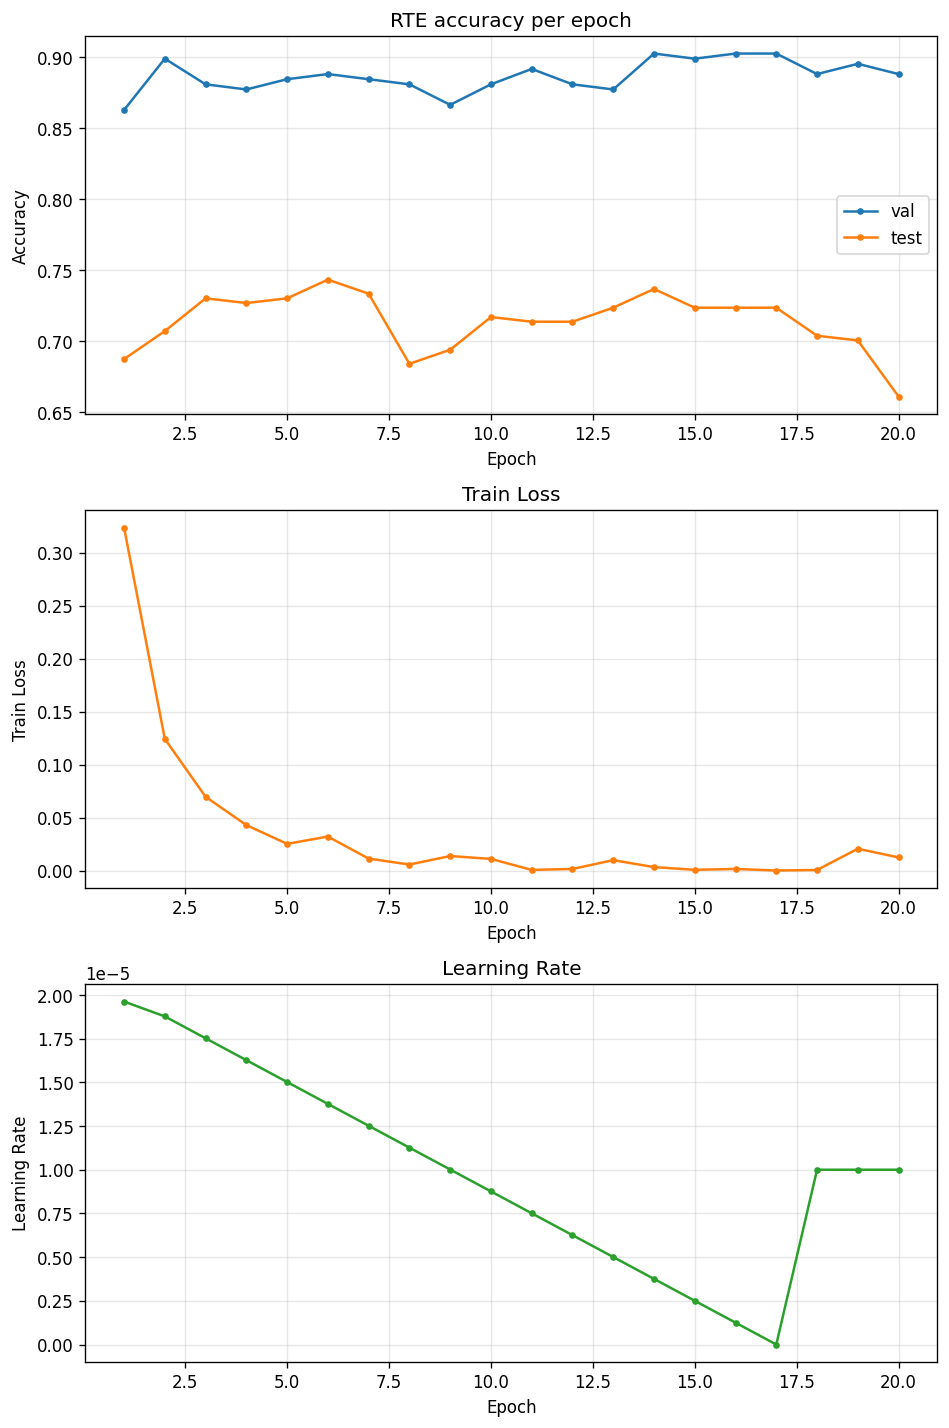 RTE accuracy per epoch
0.90
0.85
0.80
0.75
0.70
0.65
Accuracy
val
test
2.5 5.0 7.5 10.0 12.5 15.0 17.5 20.0
Epoch
Train Loss
0.30
0.25
0.20
0.15
0.10
0.05
0.00
Train Loss
2.5 5.0 7.5 10.0 12.5 15.0 17.5 20.0
Epoch
Learning Rate
1e−5
2.00
1.75
1.50
1.25
1.00
0.75
0.50
0.25
0.00
Learning Rate
2.5 5.0 7.5 10.0 12.5 15.0 17.5 20.0
Epoch